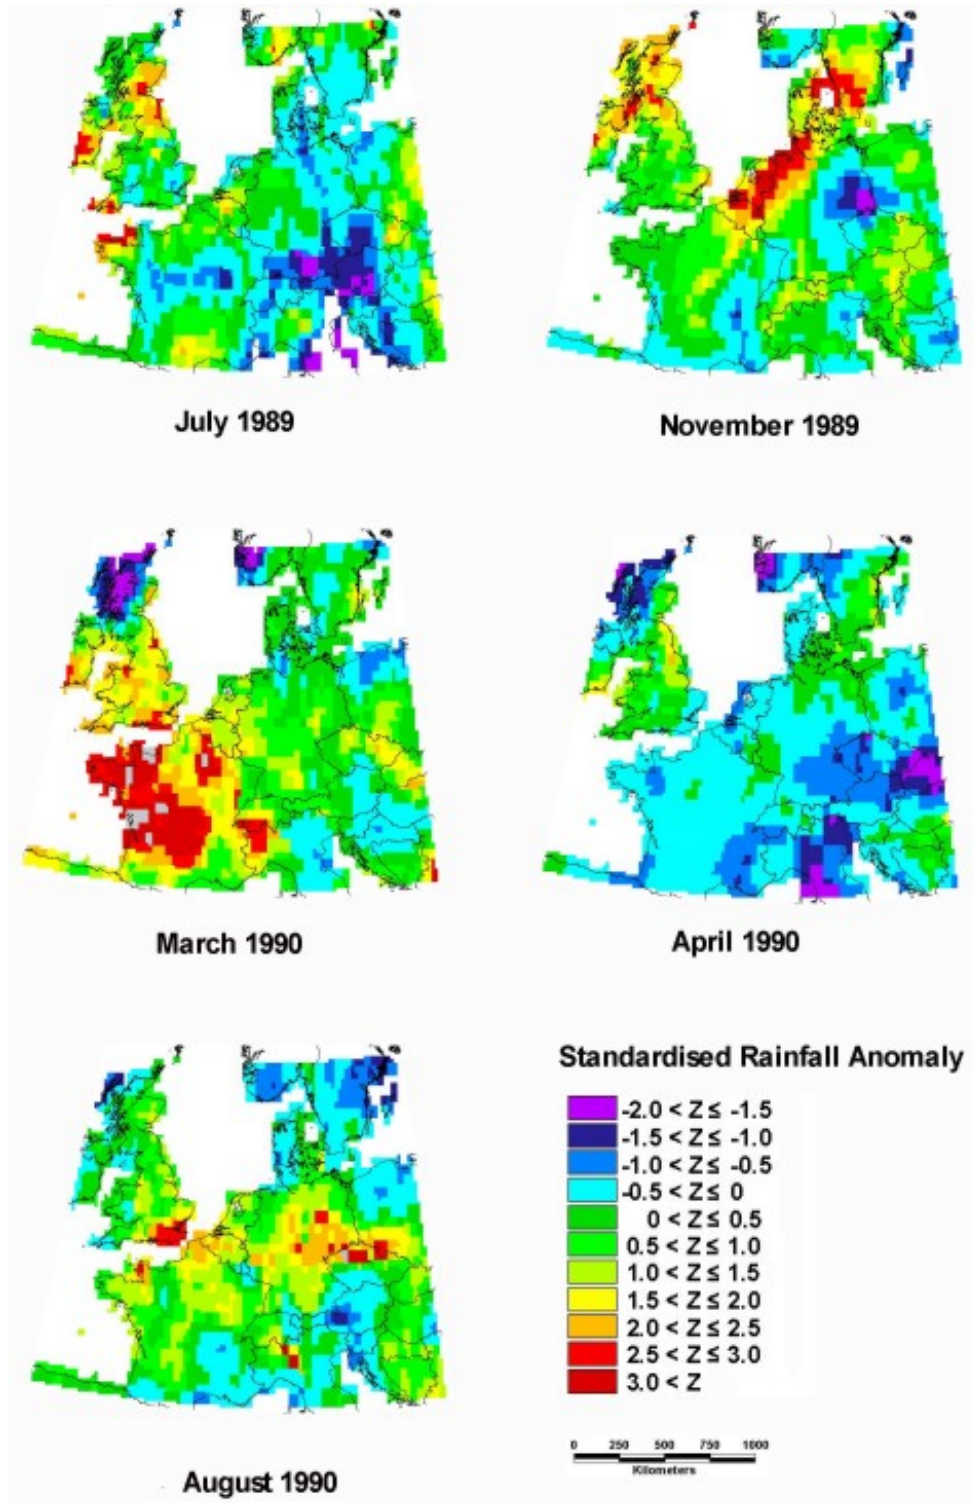 July 1989
November 1989
March 1990
April 1990
August 1990
Standardised Rainfall Anomaly
-2.0 < Z ≤ -1.5
-1.5 < Z ≤ -1.0
-1.0 < Z ≤ -0.5
-0.5 < Z ≤ 0
0 < Z ≤ 0.5
0.5 < Z ≤ 1.0
1.0 < Z ≤ 1.5
1.5 < Z ≤ 2.0
2.0 < Z ≤ 2.5
2.5 < Z ≤ 3.0
3.0 < Z
0 250 500 750 1000
Kilometers